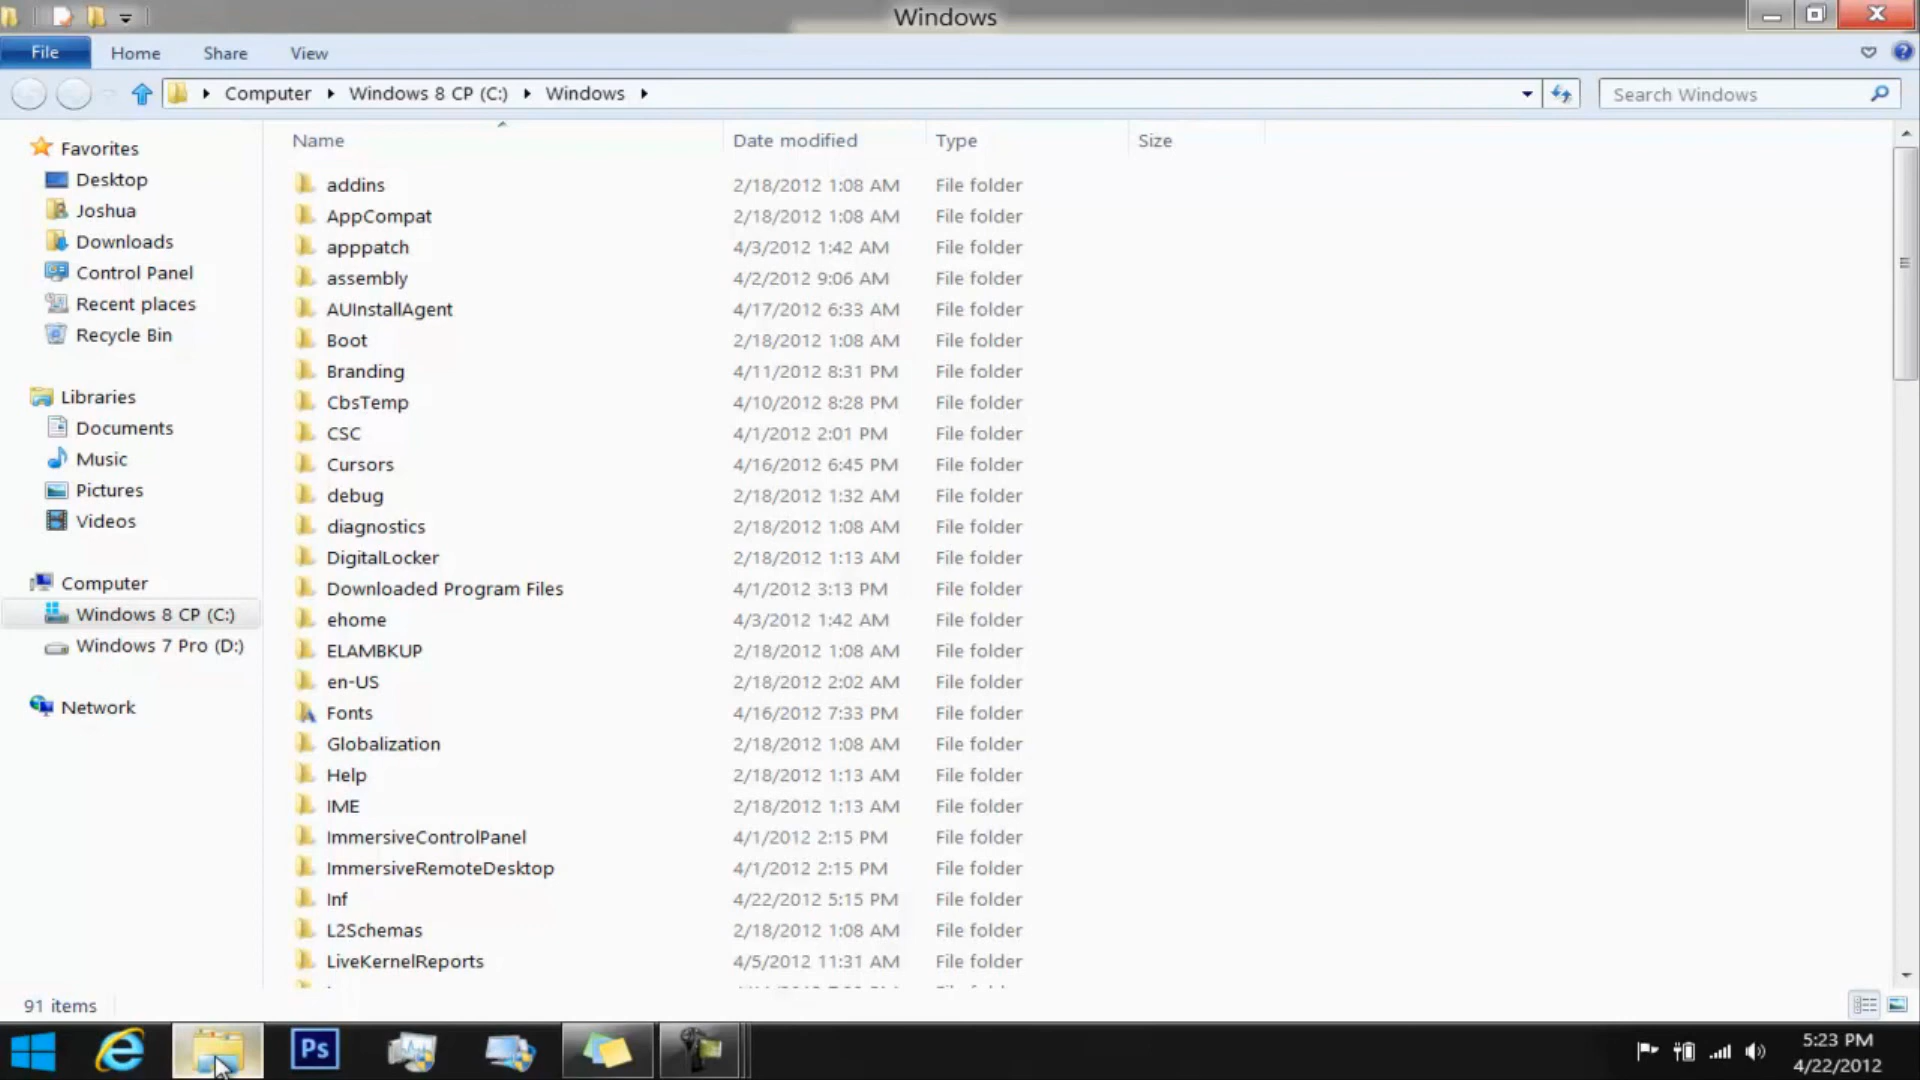 Windows
File Home Share View
Computer Windows 8 CP (C:) Windows Search Windows
Name Date modified Type Size
Favorites
Desktop
Joshua
Downloads
Control Panel
Recent places
Recycle Bin
Libraries
Documents
Music
Pictures
Videos
Computer
Windows 8 CP (C:)
Windows 7 Pro (D:)
Network
addins 2/18/2012 1:08 AM File folder
AppCompat 2/18/2012 1:08 AM File folder
apppatch 4/3/2012 1:42 AM File folder
assembly 4/2/2012 9:06 AM File folder
AUInstallAgent 4/17/2012 6:33 AM File folder
Boot 2/18/2012 1:08 AM File folder
Branding 4/11/2012 8:31 PM File folder
CbsTemp 4/10/2012 8:28 PM File folder
CSC 4/1/2012 2:01 PM File folder
Cursors 4/16/2012 6:45 PM File folder
debug 2/18/2012 1:32 AM File folder
diagnostics 2/18/2012 1:08 AM File folder
DigitalLocker 2/18/2012 1:13 AM File folder
Downloaded Program Files 4/1/2012 3:13 PM File folder
ehome 4/3/2012 1:42 AM File folder
ELAMBKUP 2/18/2012 1:08 AM File folder
en-US 2/18/2012 2:02 AM File folder
Fonts 4/16/2012 7:33 PM File folder
Globalization 2/18/2012 1:08 AM File folder
Help 2/18/2012 1:13 AM File folder
IME 2/18/2012 1:13 AM File folder
ImmersiveControlPanel 4/1/2012 2:15 PM File folder
ImmersiveRemoteDesktop 4/1/2012 2:15 PM File folder
Inf 4/22/2012 5:15 PM File folder
L2Schemas 2/18/2012 1:08 AM File folder
LiveKernelReports 4/5/2012 11:31 AM File folder
91 items
Ps
5:23 PM
4/22/2012